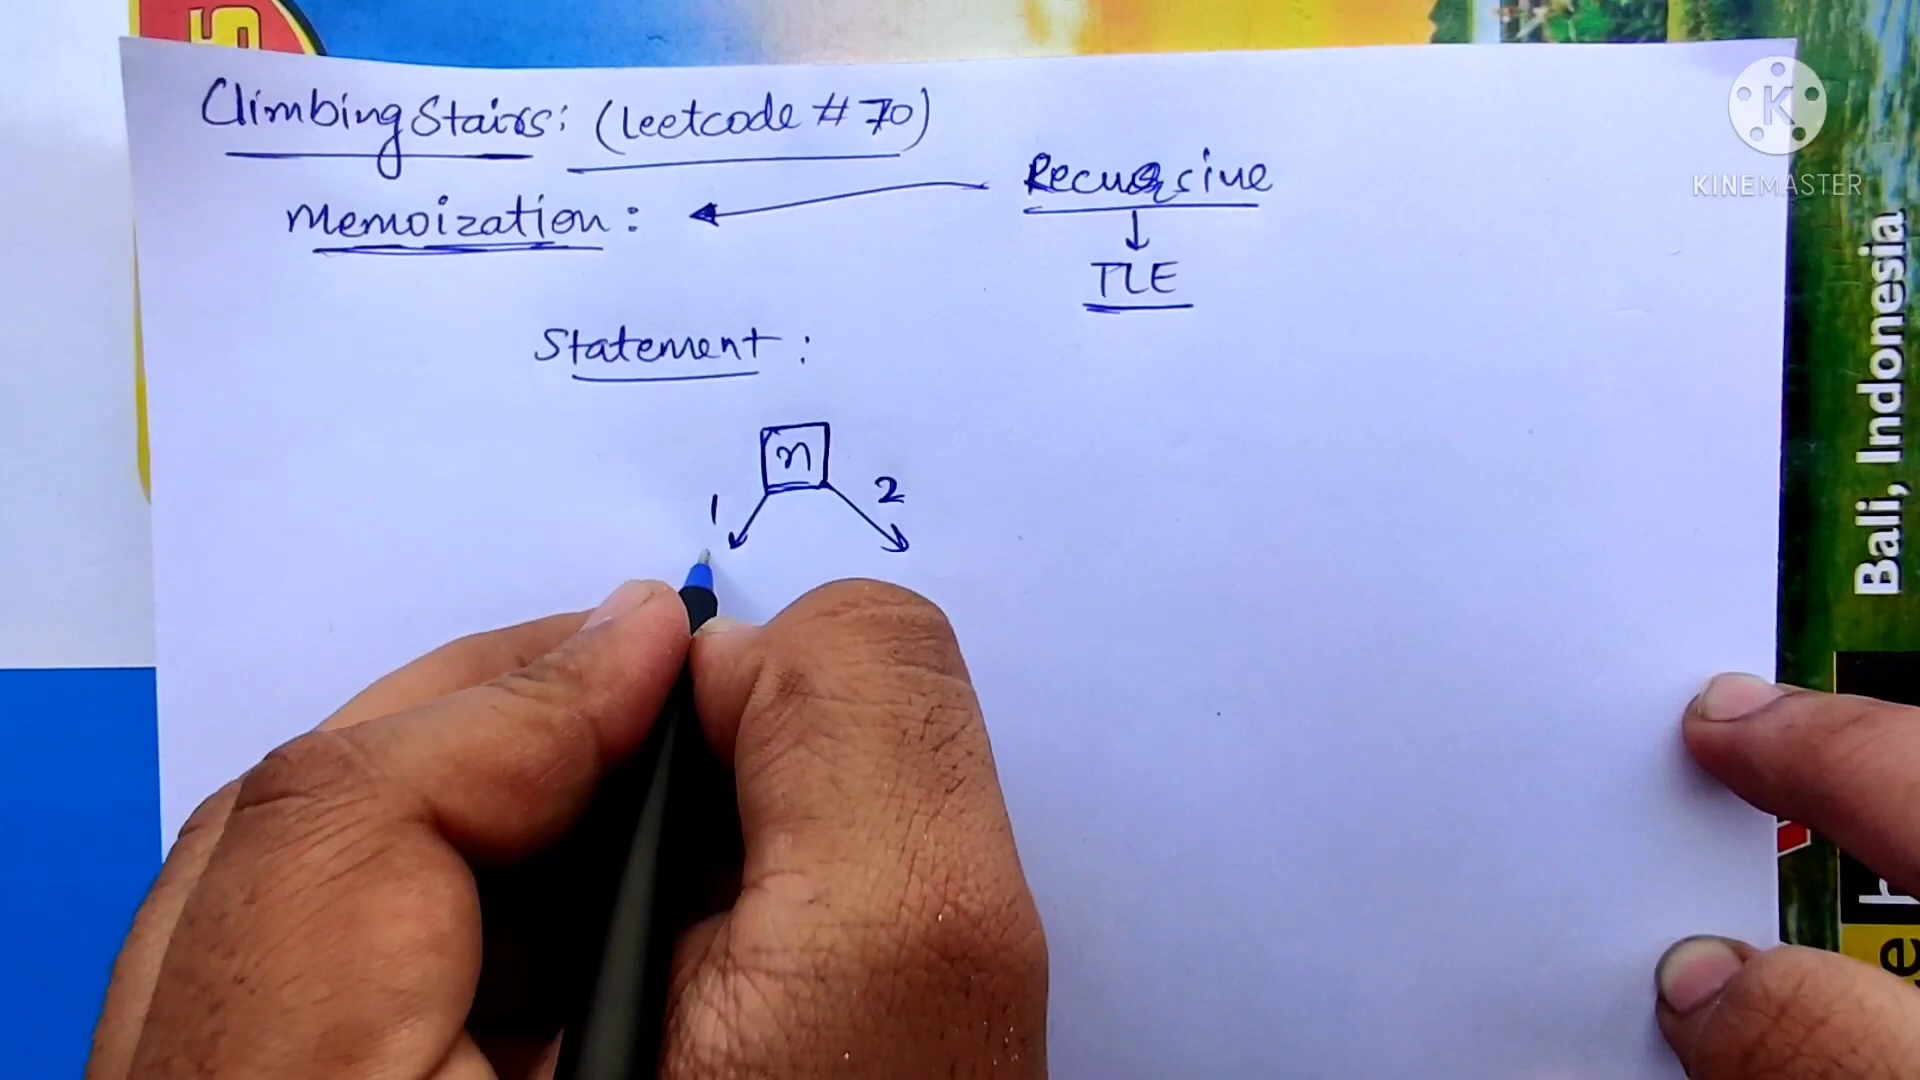 Climbing Stairs: (Leetcode # 70)
Recursive
Memoization:
TLE
Statement:
n
1
2
K
KINEMASTER
Bali, Indonesia